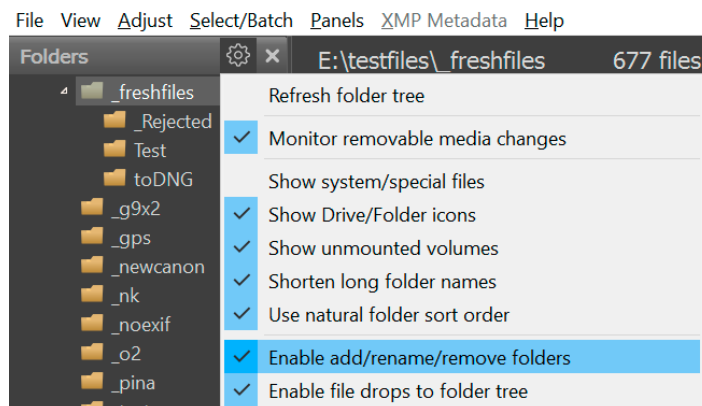 File View Adjust Select/Batch Panels XMP Metadata Help
Folders
E:\testfiles\_freshfiles 677 files
_freshfiles
_Rejected
Test
toDNG
_g9x2
_gps
_newcanon
_nk
_noexif
_o2
_pina
Refresh folder tree
Monitor removable media changes
Show system/special files
Show Drive/Folder icons
Show unmounted volumes
Shorten long folder names
Use natural folder sort order
Enable add/rename/remove folders
Enable file drops to folder tree